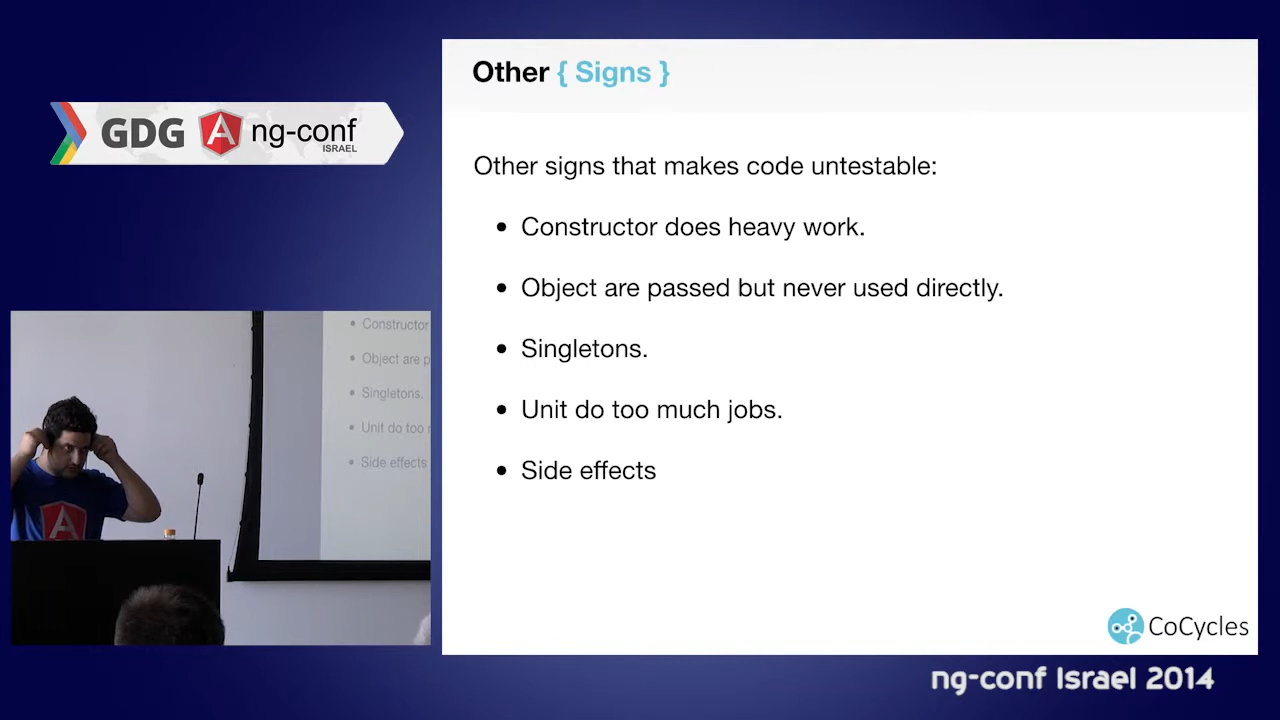 GDG ng-conf
ISRAEL
Other { Signs }
Other signs that makes code untestable:
• Constructor does heavy work.
• Object are passed but never used directly.
• Singletons.
• Unit do too much jobs.
• Side effects
• Constructor
• Object are p
• Singletons.
• Unit do too
• Side effects
CoCycles
ng-conf Israel 2014